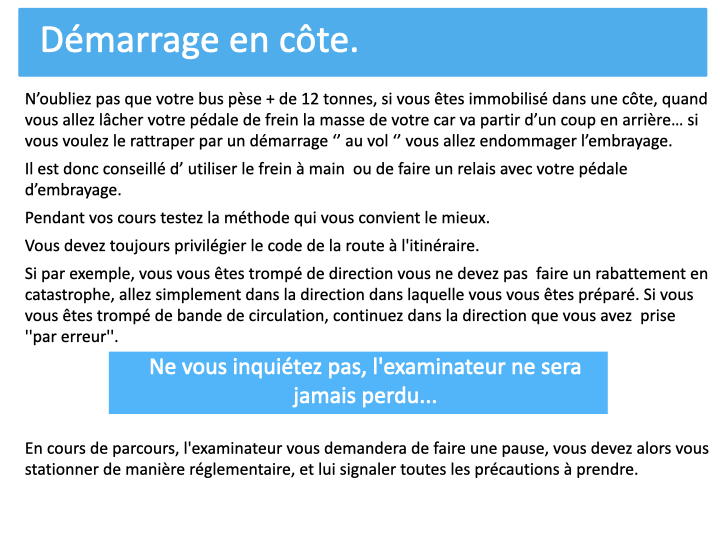 Démarrage en côte.
N’oubliez pas que votre bus pèse + de 12 tonnes, si vous êtes immobilisé dans une côte, quand
vous allez lâcher votre pédale de frein la masse de votre car va partir d’un coup en arrière... si
vous voulez le rattraper par un démarrage ‘’ au vol ‘’ vous allez endommager l’embrayage.
Il est donc conseillé d’ utiliser le frein à main  ou de faire un relais avec votre pédale
d’embrayage.
Pendant vos cours testez la méthode qui vous convient le mieux.
Vous devez toujours privilégier le code de la route à l'itinéraire.
Si par exemple, vous vous êtes trompé de direction vous ne devez pas  faire un rabattement en
catastrophe, allez simplement dans la direction dans laquelle vous vous êtes préparé. Si vous
vous êtes trompé de bande de circulation, continuez dans la direction que vous avez  prise
''par erreur''.
Ne vous inquiétez pas, l'examinateur ne sera
jamais perdu...
En cours de parcours, l'examinateur vous demandera de faire une pause, vous devez alors vous
stationner de manière réglementaire, et lui signaler toutes les précautions à prendre.